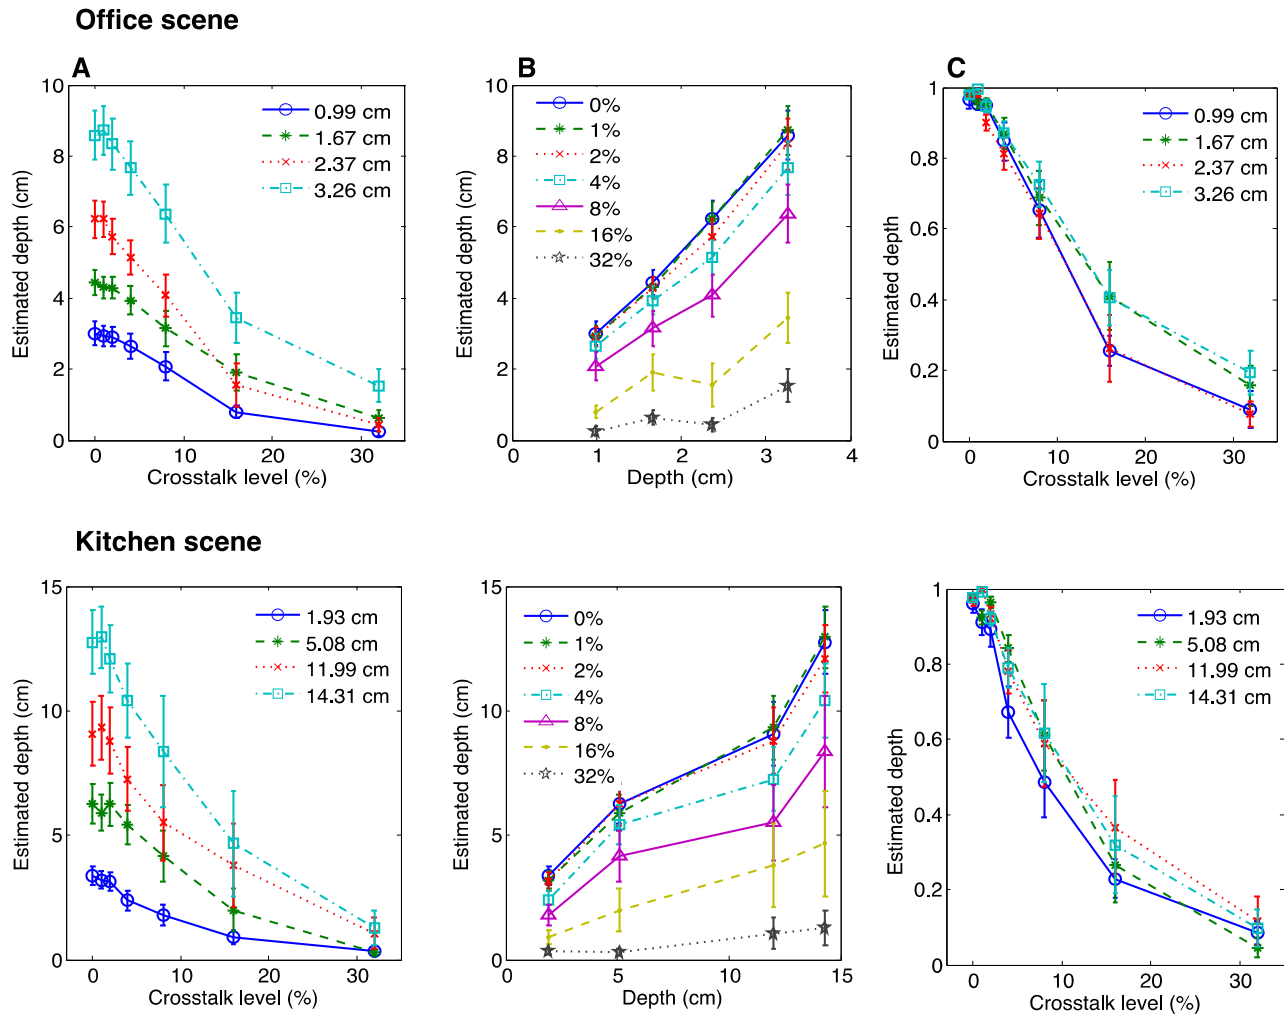 Office scene
A
B
C
10
8
6
4
2
0
Estimated depth (cm)
0.99 cm
1.67 cm
2.37 cm
3.26 cm
0 10 20 30
Crosstalk level (%)
10
8
6
4
2
0
Estimated depth (cm)
0%
1%
2%
4%
8%
16%
32%
0 1 2 3 4
Depth (cm)
1
0.8
0.6
0.4
0.2
0
Estimated depth
0.99 cm
1.67 cm
2.37 cm
3.26 cm
0 10 20 30
Crosstalk level (%)
Kitchen scene
15
10
5
0
Estimated depth (cm)
1.93 cm
5.08 cm
11.99 cm
14.31 cm
0 10 20 30
Crosstalk level (%)
15
10
5
0
Estimated depth (cm)
0%
1%
2%
4%
8%
16%
32%
0 5 10 15
Depth (cm)
1
0.8
0.6
0.4
0.2
0
Estimated depth
1.93 cm
5.08 cm
11.99 cm
14.31 cm
0 10 20 30
Crosstalk level (%)